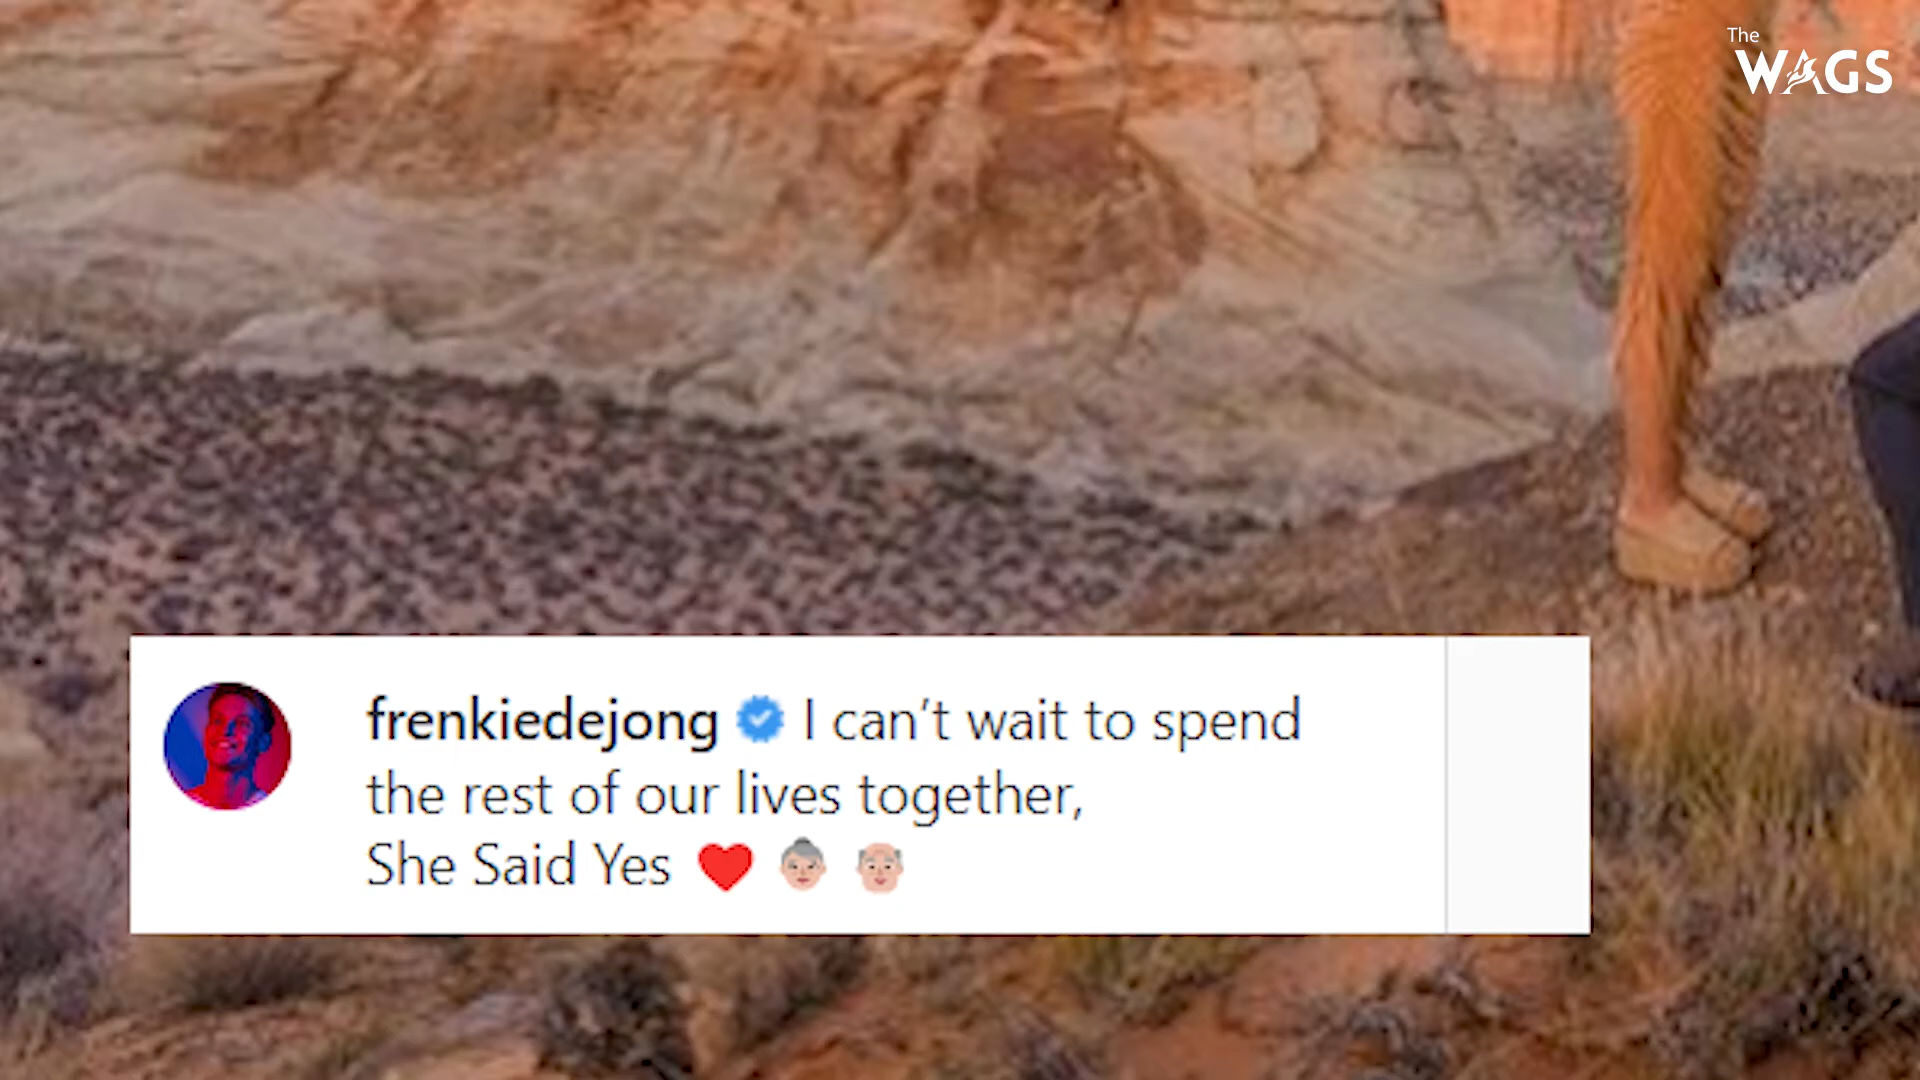 The
WAGS
frenkiedejong I can’t wait to spend
the rest of our lives together,
She Said Yes ❤️ 👵🏻 👴🏻